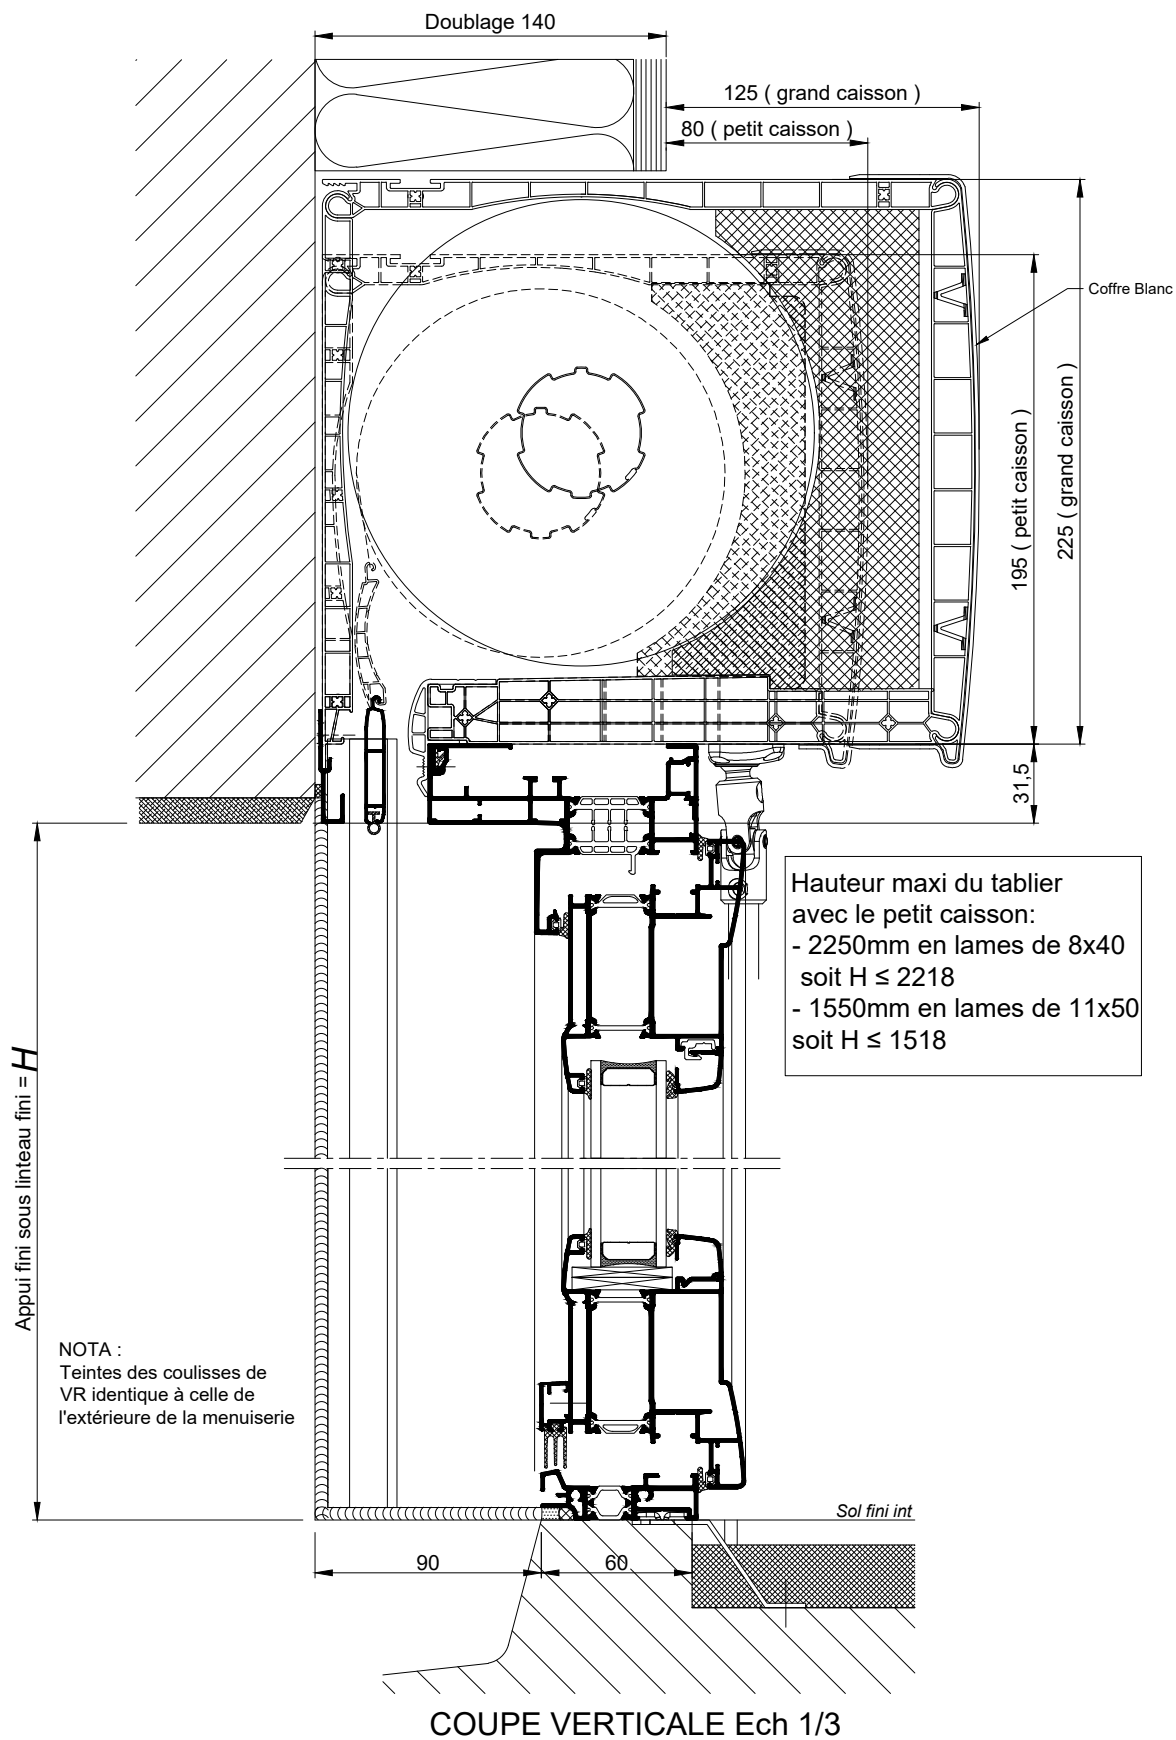 Doublage 140
125 ( grand caisson )
80 ( petit caisson )
Coffre Blanc
195 ( petit caisson )
225 ( grand caisson )
31,5
Hauteur maxi du tablier
avec le petit caisson:
- 2250mm en lames de 8x40
soit H ≤ 2218
- 1550mm en lames de 11x50
soit H ≤ 1518
Appui fini sous linteau fini = H
NOTA :
Teintes des coulisses de
VR identique à celle de
l'extérieure de la menuiserie
Sol fini int
90
60
COUPE VERTICALE Ech 1/3